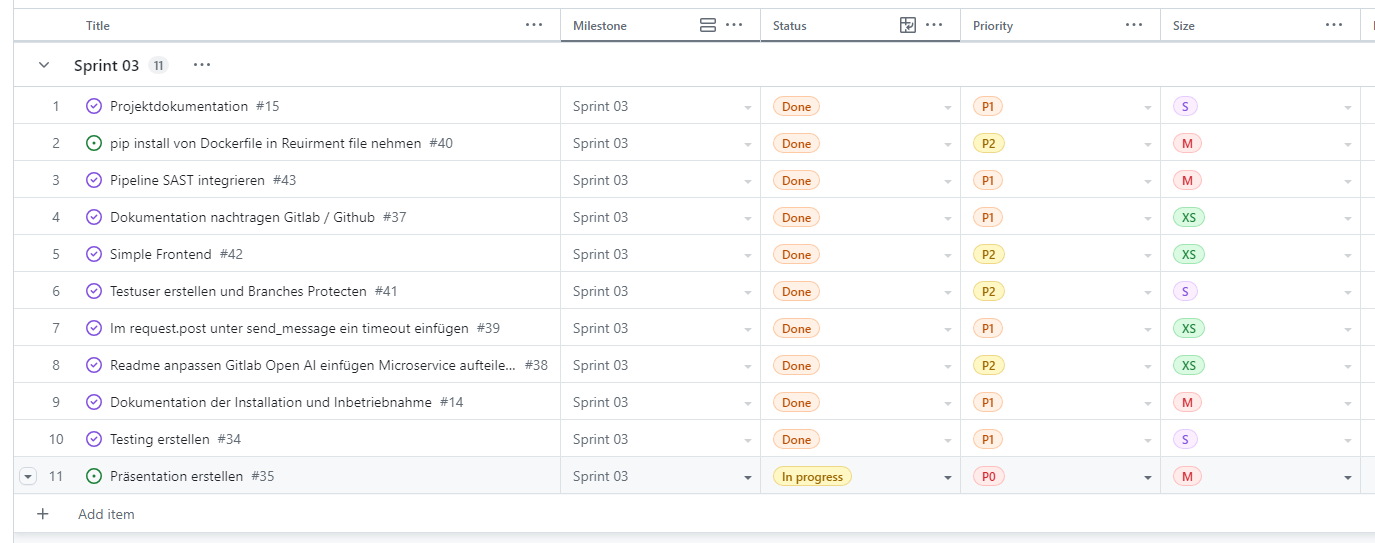 Title ... Milestone ... Status ... Priority ... Size ...
Sprint 03 11 ...
1 Projektdokumentation #15 Sprint 03 Done P1 S
2 pip install von Dockerfile in Reuirment file nehmen #40 Sprint 03 Done P2 M
3 Pipeline SAST integrieren #43 Sprint 03 Done P1 M
4 Dokumentation nachtragen Gitlab / Github #37 Sprint 03 Done P1 XS
5 Simple Frontend #42 Sprint 03 Done P2 XS
6 Testuser erstellen und Branches Protecten #41 Sprint 03 Done P2 S
7 Im request.post unter send_message ein timeout einfügen #39 Sprint 03 Done P1 XS
8 Readme anpassen Gitlab Open AI einfügen Microservice aufteile... #38 Sprint 03 Done P2 XS
9 Dokumentation der Installation und Inbetriebnahme #14 Sprint 03 Done P1 M
10 Testing erstellen #34 Sprint 03 Done P1 S
11 Präsentation erstellen #35 Sprint 03 In progress P0 M
+ Add item